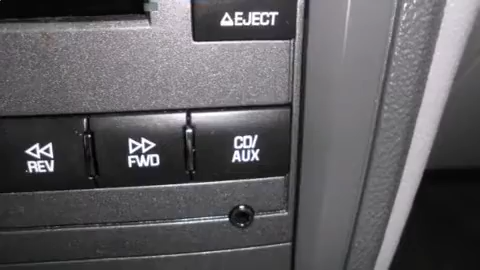 ▲EJECT
◁◁ REV
▷▷ FWD
CD/
AUX